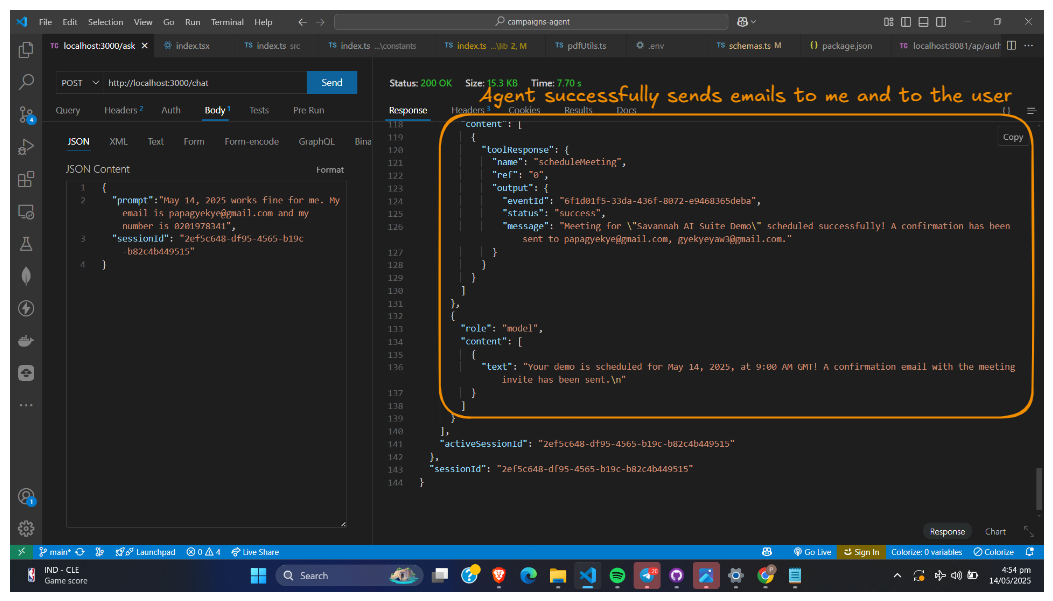 File Edit Selection View Go Run Terminal Help
campaigns-agent
localhost:3000/ask
index.tsx
index.ts src
index.ts ...\constants
index.ts ...\lib 2, M
pdfUtils.ts
.env
schemas.ts M
package.json
localhost:8081/ap/auth
POST http://localhost:3000/chat Send
Status: 200 OK Size: 15.3 KB Time: 7.70 s
Agent successfully sends emails to me and to the user
Query Headers 2 Auth Body 1 Tests Pre Run
Response Headers 3 Cookies Results Docs
JSON XML Text Form Form-encode GraphQL Bina
JSON Content Format
1 {
2 "prompt":"May 14, 2025 works fine for me. My
email is papagyekye@gmail.com and my
number is 0201978341",
3 "sessionId": "2ef5c648-df95-4565-b19c
-b82c4b449515"
4 }
Copy
118 "content": [
119 {
120 "toolResponse": {
121 "name": "scheduleMeeting",
122 "ref": "0",
123 "output": {
124 "eventId": "6f1d01f5-33da-436f-8072-e9468365deba",
125 "status": "success",
126 "message": "Meeting for \"Savannah AI Suite Demo\" scheduled successfully! A confirmation has been
sent to papagyekye@gmail.com, gyekyeyaw3@gmail.com."
127 }
128 }
129 }
130 ]
131 },
132 {
133 "role": "model",
134 "content": [
135 {
136 "text": "Your demo is scheduled for May 14, 2025, at 9:00 AM GMT! A confirmation email with the meeting
invite has been sent.\n"
137 }
138 ]
139 }
140 ],
141 "activeSessionId": "2ef5c648-df95-4565-b19c-b82c4b449515"
142 },
143 "sessionId": "2ef5c648-df95-4565-b19c-b82c4b449515"
144 }
Response Chart
main* Launchpad 0 4 Live Share
Go Live Sign In Colorize: 0 variables Colorize
IND - CLE
Game score
Search
4:54 pm
14/05/2025